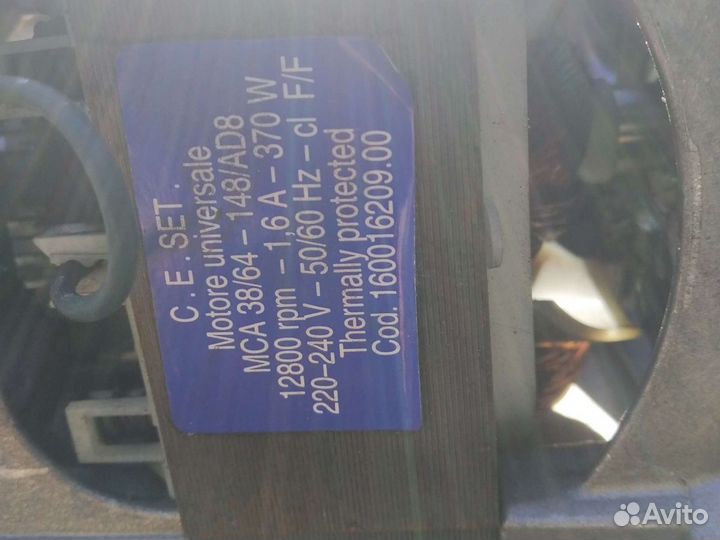 C.E.SET.
Motore universale
MCA 38/64 – 148/AD8
12800 rpm – 1,6 A – 370 W
220–240 V – 50/60 Hz – cl F/F
Thermally protected
Cod. 160016209.00
Avito